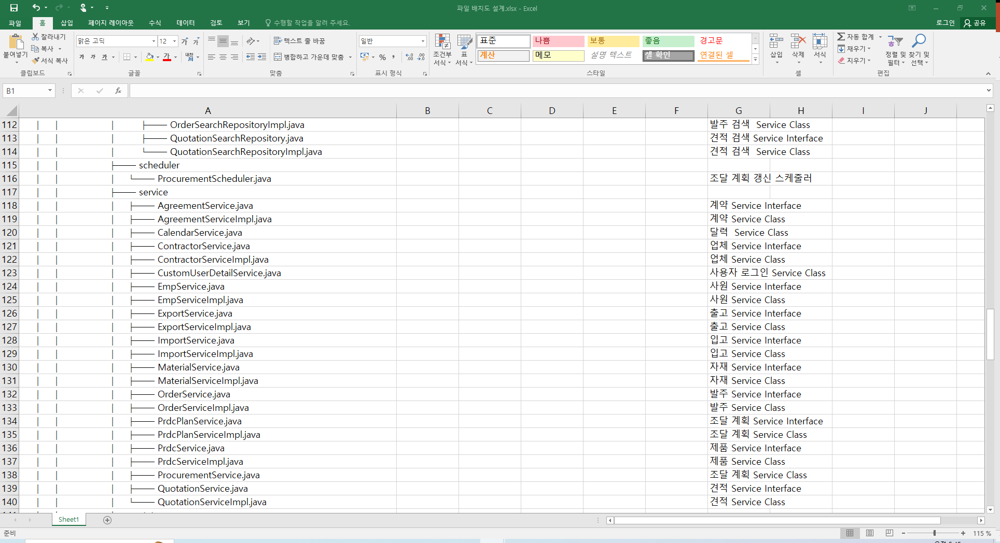 파일 배치도 설계.xlsx - Excel
파일 홈 삽입 페이지 레이아웃 수식 데이터 검토 보기 수행할 작업을 알려 주세요. 로그인 공유
붙여넣기 잘라내기 복사 서식 복사 클립보드
맑은 고딕 12 가 가 가 가 가 가 내천 글꼴
텍스트 줄 바꿈 병합하고 가운데 맞춤 맞춤
일반 % , 표시 형식
조건부 서식 표 서식
표준 나쁨 보통 좋음 경고문
계산 메모 설명 텍스트 셀 확인 연결된 셀
스타일
삽입 삭제 서식 셀
자동 합계 채우기 지우기 정렬 및 필터 찾기 및 선택 편집
B1 fx
A B C D E F G H I J
112 OrderSearchRepositoryImpl.java 발주 검색  Service Class
113 QuotationSearchRepository.java 견적 검색 Service Interface
114 QuotationSearchRepositoryImpl.java 견적 검색  Service Class
115 scheduler
116 ProcurementScheduler.java 조달 계획 갱신 스케줄러
117 service
118 AgreementService.java 계약 Service Interface
119 AgreementServiceImpl.java 계약 Service Class
120 CalendarService.java 달력  Service Class
121 ContractorService.java 업체 Service Interface
122 ContractorServiceImpl.java 업체 Service Class
123 CustomUserDetailService.java 사용자 로그인 Service Class
124 EmpService.java 사원 Service Interface
125 EmpServiceImpl.java 사원 Service Class
126 ExportService.java 출고 Service Interface
127 ExportServiceImpl.java 출고 Service Class
128 ImportService.java 입고 Service Interface
129 ImportServiceImpl.java 입고 Service Class
130 MaterialService.java 자재 Service Interface
131 MaterialServiceImpl.java 자재 Service Class
132 OrderService.java 발주 Service Interface
133 OrderServiceImpl.java 발주 Service Class
134 PrdcPlanService.java 조달 계획 Service Interface
135 PrdcPlanServiceImpl.java 조달 계획 Service Class
136 PrdcService.java 제품 Service Interface
137 PrdcServiceImpl.java 제품 Service Class
138 ProcurementService.java 조달 계획 Service Class
139 QuotationService.java 견적 Service Interface
140 QuotationServiceImpl.java 견적 Service Class
Sheet1
준비 115 %